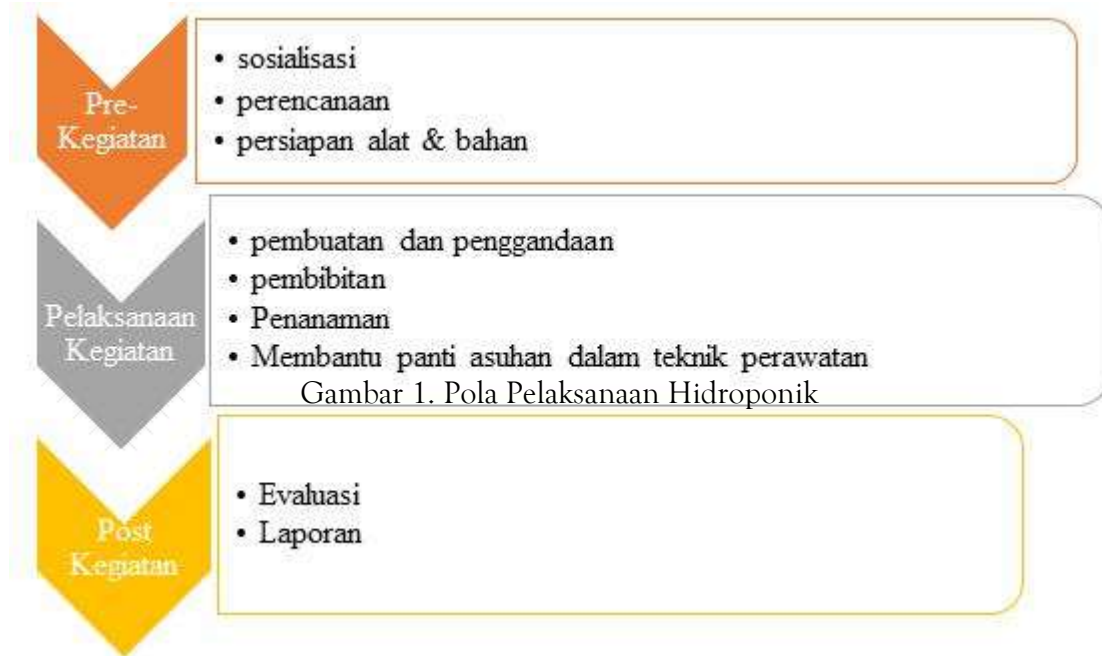 Pre-
Kegiatan
• sosialisasi
• perencanaan
• persiapan alat & bahan
Pelaksanaan
Kegiatan
• pembuatan dan penggandaan
• pembibitan
• Penanaman
• Membantu panti asuhan dalam teknik perawatan
Gambar 1. Pola Pelaksanaan Hidroponik
Post
Kegiatan
• Evaluasi
• Laporan